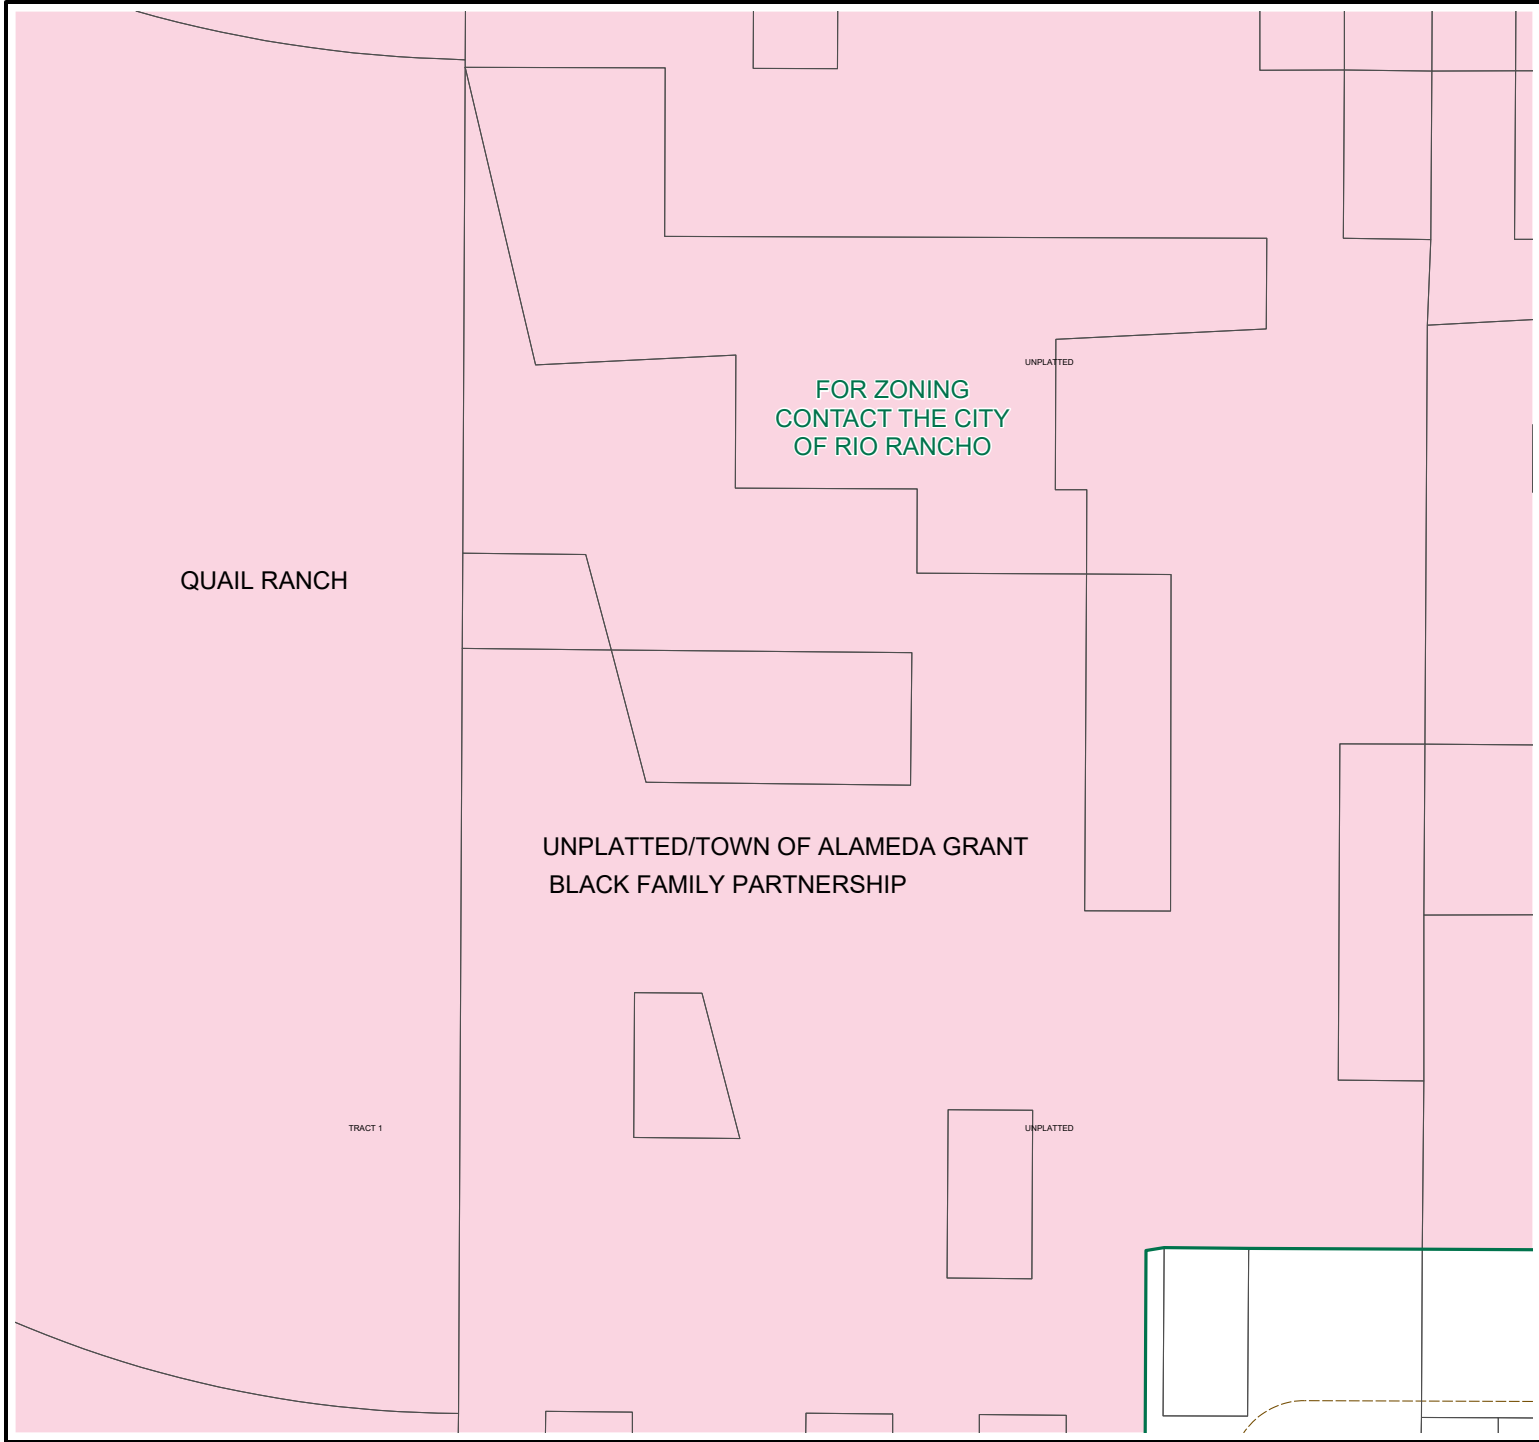 UNPLATTED
FOR ZONING
CONTACT THE CITY
OF RIO RANCHO
QUAIL RANCH
UNPLATTED/TOWN OF ALAMEDA GRANT
BLACK FAMILY PARTNERSHIP
TRACT 1
UNPLATTED